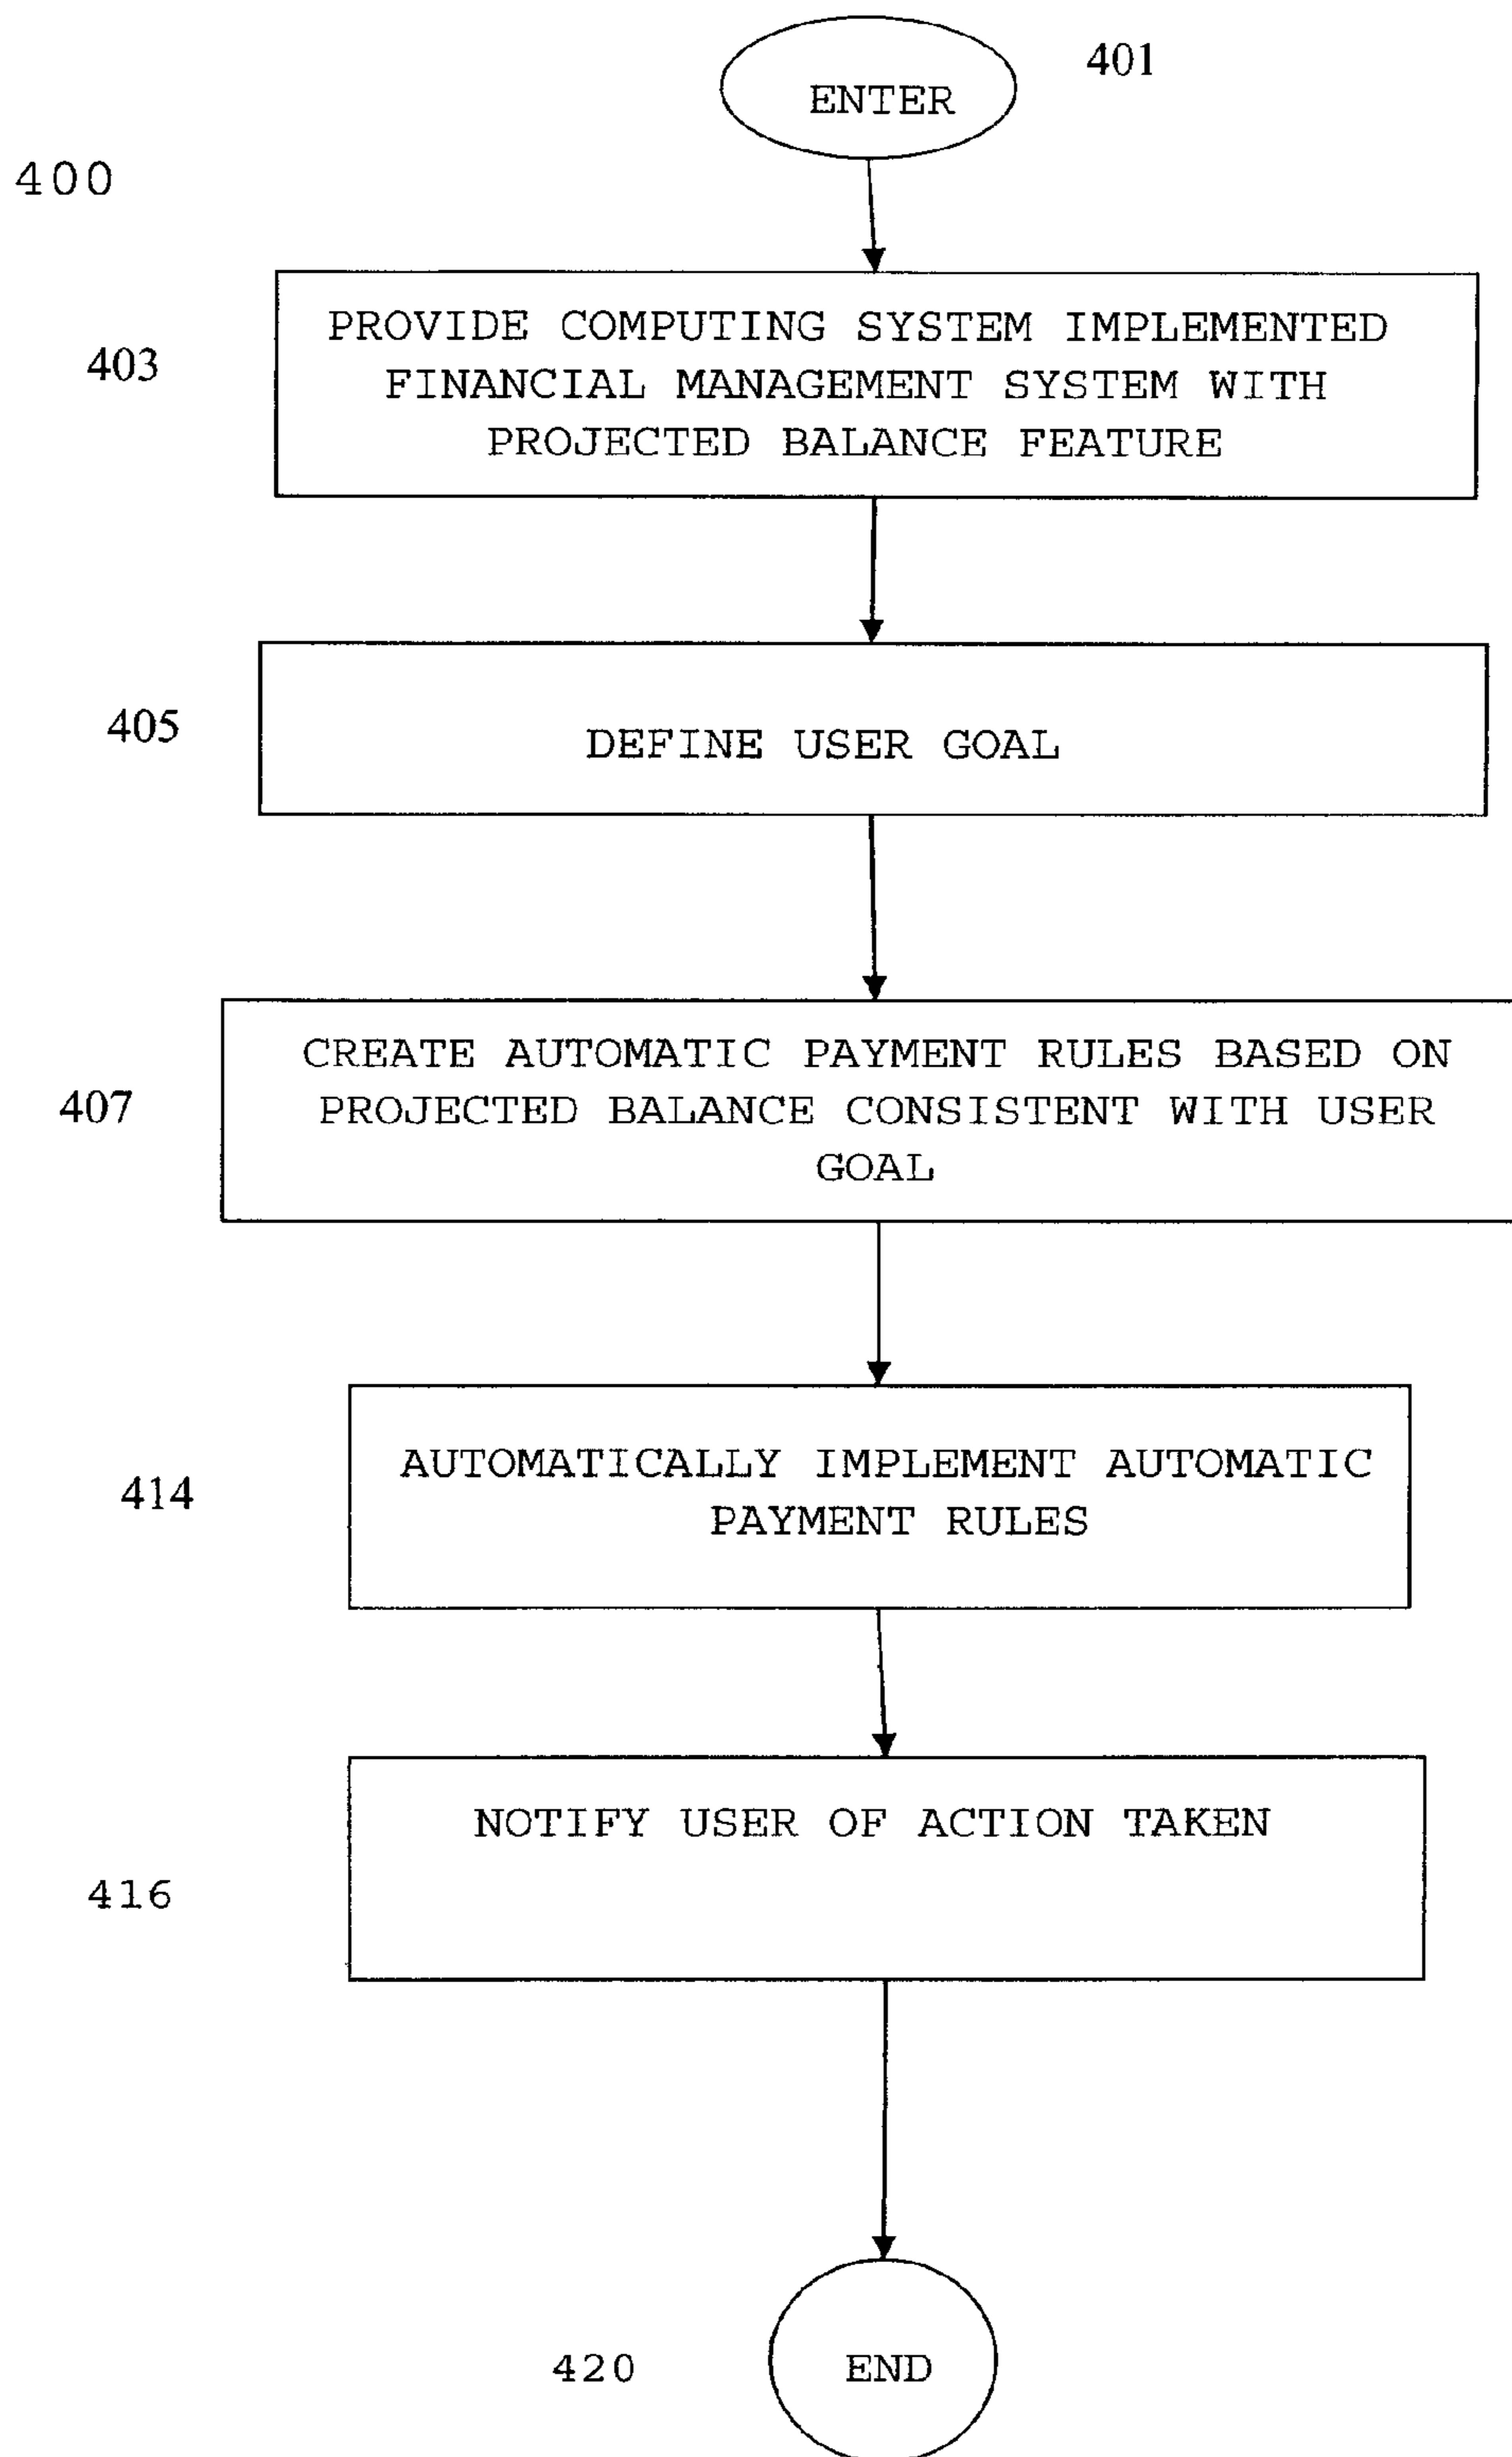 401
ENTER
400
PROVIDE COMPUTING SYSTEM IMPLEMENTED
403
FINANCIAL MANAGEMENT SYSTEM WITH
PROJECTED BALANCE FEATURE
405
DEFINE USER GOAL
CREATE AUTOMATIC PAYMENT RULES BASED ON
407
PROJECTED BALANCE CONSISTENT WITH USER
GOAL
AUTOMATICALLY IMPLEMENT AUTOMATIC
414
PAYMENT RULES
NOTIFY USER OF ACTION TAKEN
416
420
END